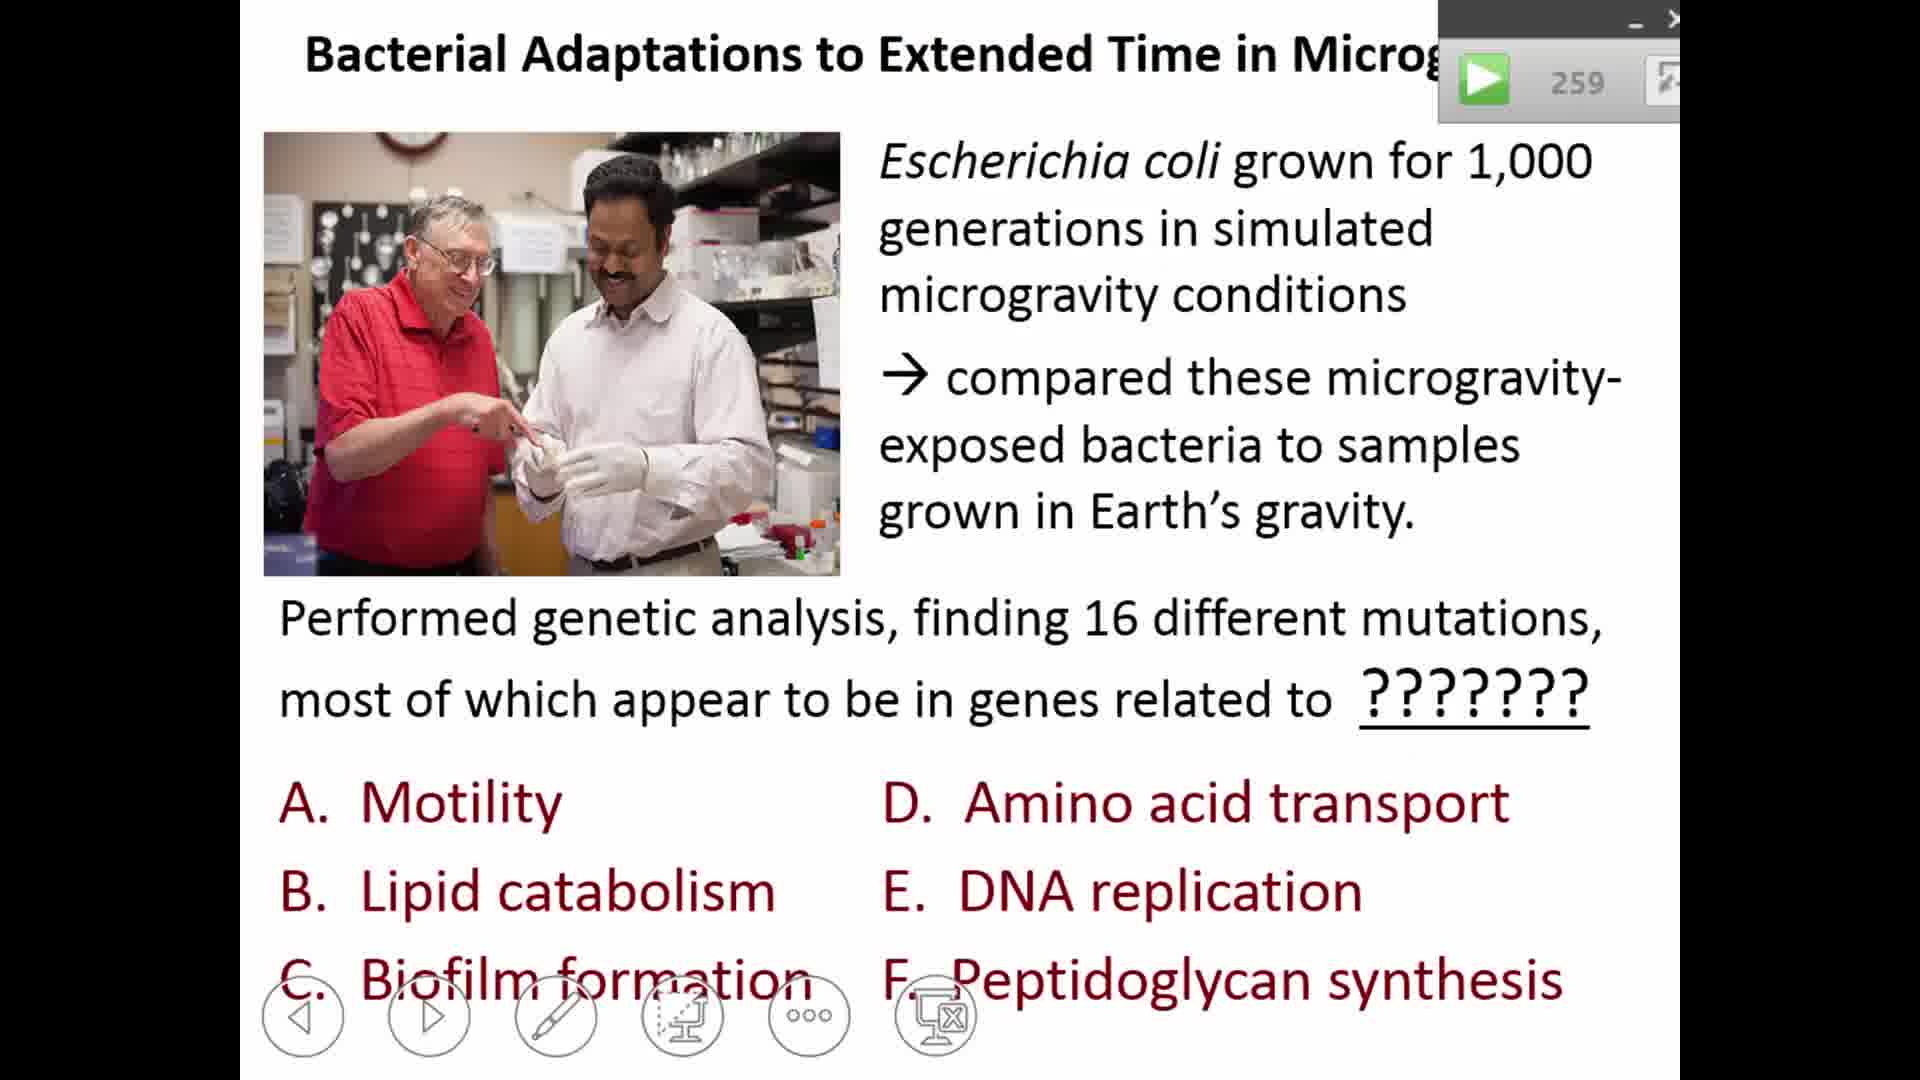 Bacterial Adaptations to Extended Time in Microg
259
Escherichia coli grown for 1,000
generations in simulated
microgravity conditions
→ compared these microgravity-
exposed bacteria to samples
grown in Earth’s gravity.
Performed genetic analysis, finding 16 different mutations,
most of which appear to be in genes related to ???????
A. Motility
D. Amino acid transport
B. Lipid catabolism
E. DNA replication
C. Biofilm formation
F. Peptidoglycan synthesis